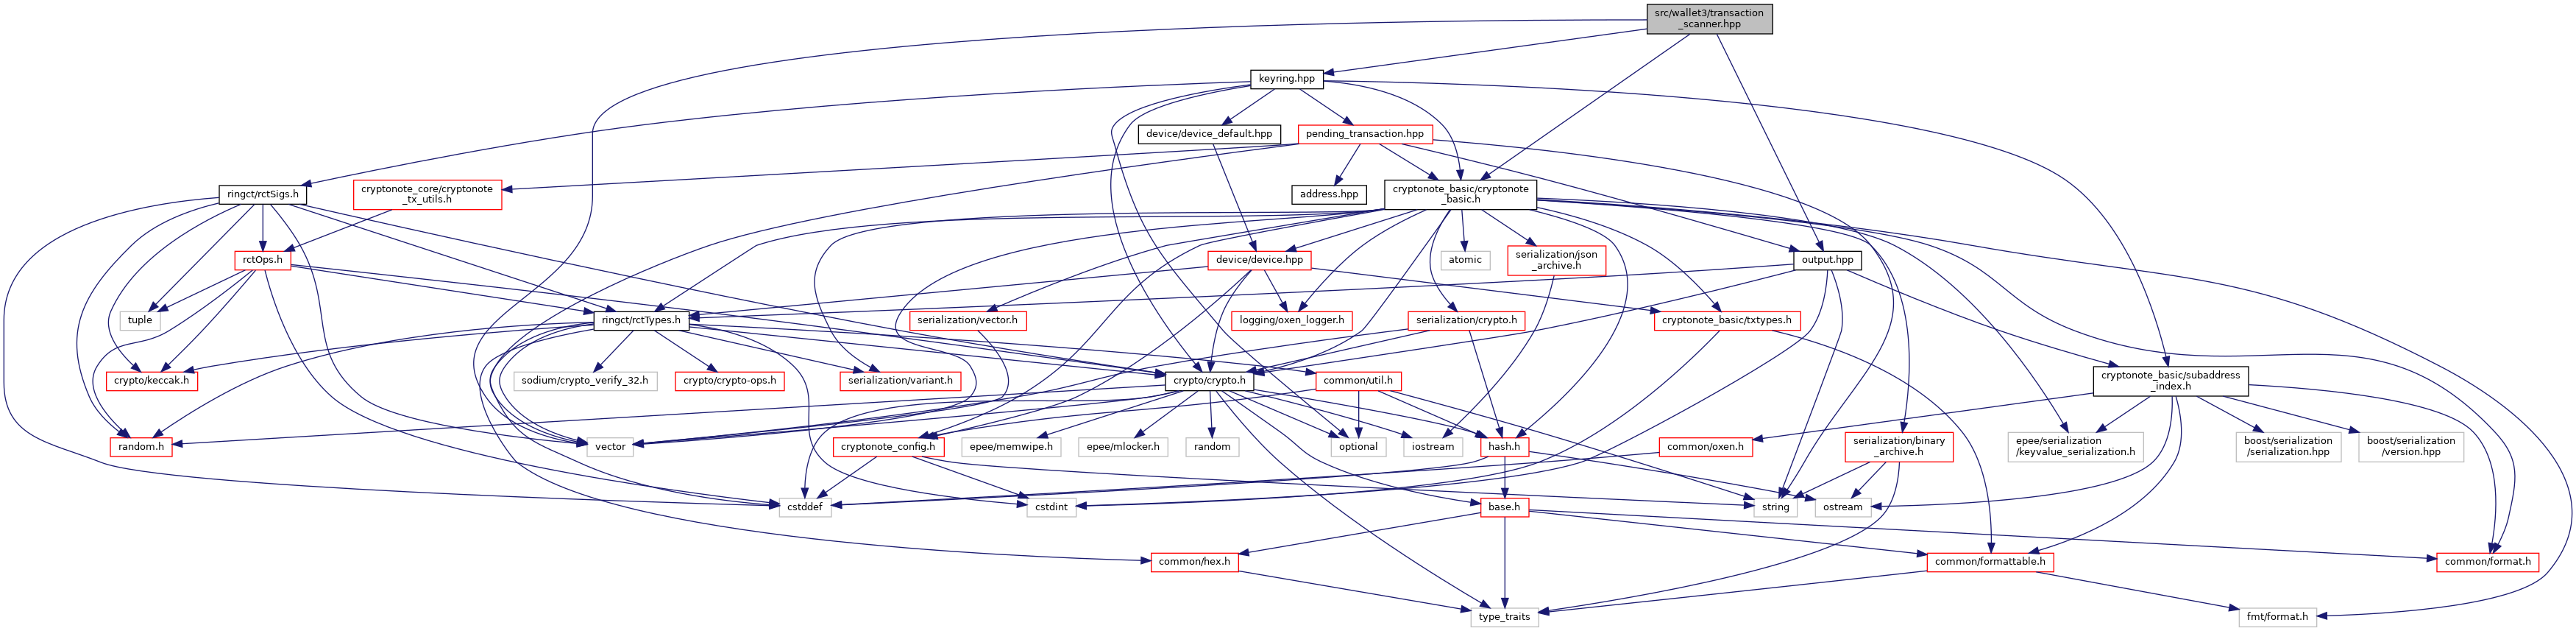 src/wallet3/transaction
_scanner.hpp
keyring.hpp
device/device_default.hpp
pending_transaction.hpp
ringct/rctSigs.h
cryptonote_core/cryptonote
_tx_utils.h
address.hpp
cryptonote_basic/cryptonote
_basic.h
rctOps.h
device/device.hpp
atomic
serialization/json
_archive.h
output.hpp
tuple
ringct/rctTypes.h
serialization/vector.h
logging/oxen_logger.h
serialization/crypto.h
cryptonote_basic/txtypes.h
crypto/keccak.h
sodium/crypto_verify_32.h
crypto/crypto-ops.h
serialization/variant.h
crypto/crypto.h
common/util.h
cryptonote_basic/subaddress
_index.h
random.h
vector
cryptonote_config.h
epee/memwipe.h
epee/mlocker.h
random
optional
iostream
hash.h
common/oxen.h
serialization/binary
_archive.h
epee/serialization
/keyvalue_serialization.h
boost/serialization
/serialization.hpp
boost/serialization
/version.hpp
cstddef
cstdint
base.h
string
ostream
common/hex.h
common/formattable.h
common/format.h
type_traits
fmt/format.h